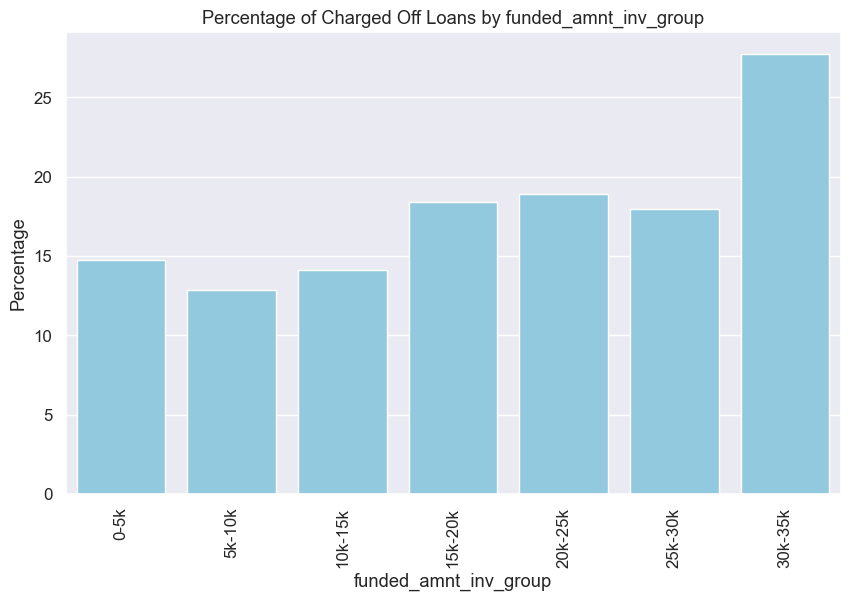 Percentage of Charged Off Loans by funded_amnt_inv_group
Percentage
25
20
15
10
5
0
0-5k
5k-10k
10k-15k
15k-20k
20k-25k
25k-30k
30k-35k
funded_amnt_inv_group